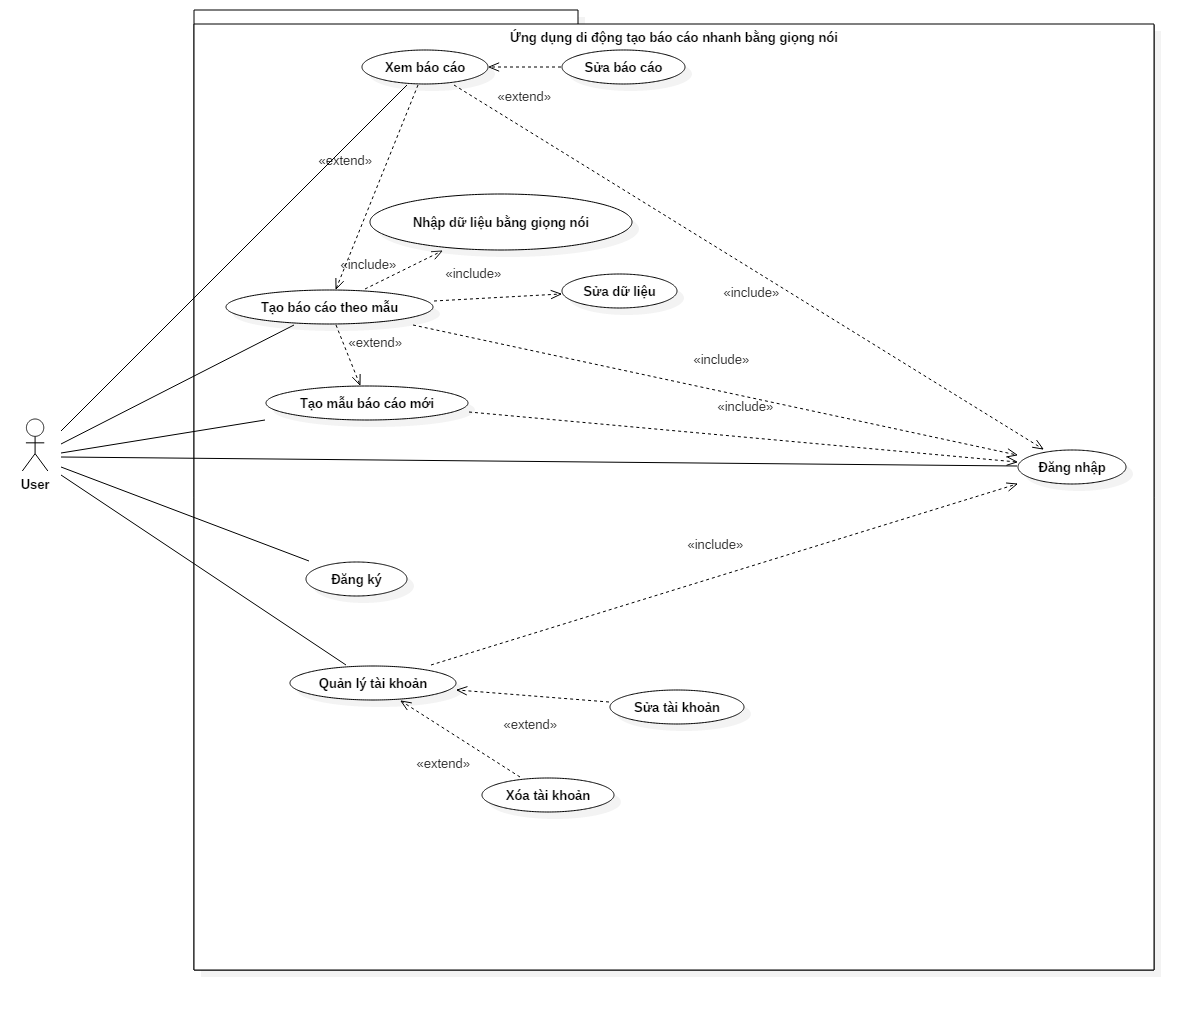 Ứng dụng di động tạo báo cáo nhanh bằng giọng nói
Xem báo cáo
Sửa báo cáo
«extend»
«extend»
Nhập dữ liệu bằng giọng nói
«include»
«include»
Sửa dữ liệu
«include»
Tạo báo cáo theo mẫu
«extend»
«include»
Tạo mẫu báo cáo mới
«include»
Đăng nhập
User
«include»
Đăng ký
Quản lý tài khoản
Sửa tài khoản
«extend»
«extend»
Xóa tài khoản